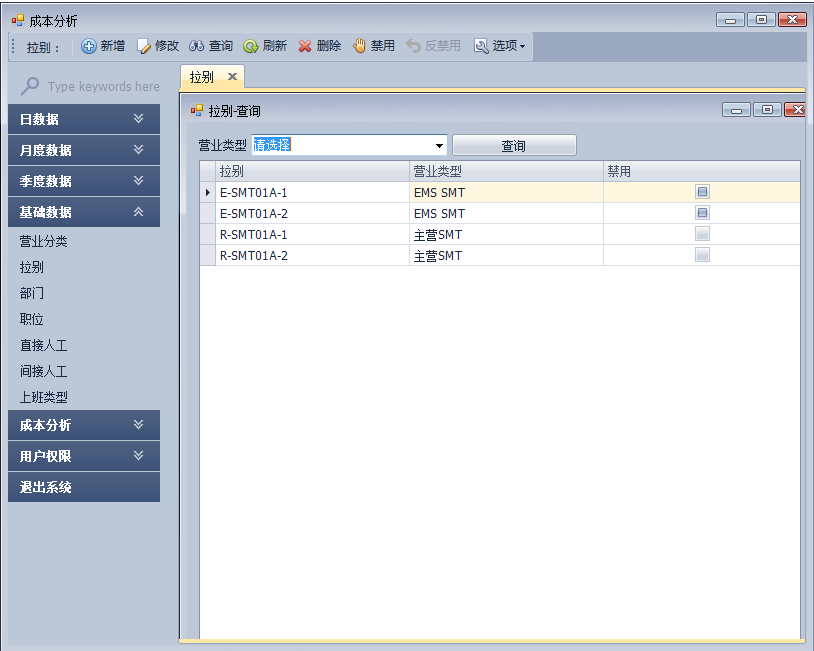 成本分析
拉别： 新增 修改 查询 刷新 删除 禁用 反禁用 选项
Type keywords here
日数据
月度数据
季度数据
基础数据
营业分类
拉别
部门
职位
直接人工
间接人工
上班类型
成本分析
用户权限
退出系统
拉别
拉别-查询
营业类型 请选择 查询
拉别 营业类型 禁用
E-SMT01A-1 EMS SMT
E-SMT01A-2 EMS SMT
R-SMT01A-1 主营SMT
R-SMT01A-2 主营SMT